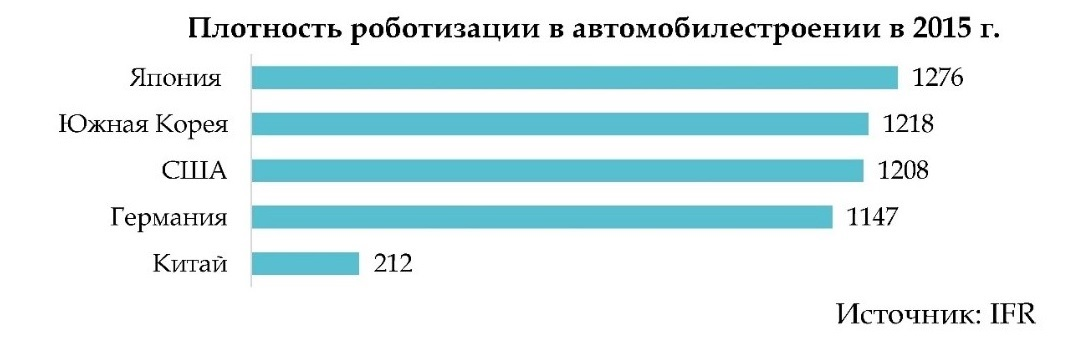 Плотность роботизации в автомобилестроении в 2015 г.
Япония 1276
Южная Корея 1218
США 1208
Германия 1147
Китай 212
Источник: IFR